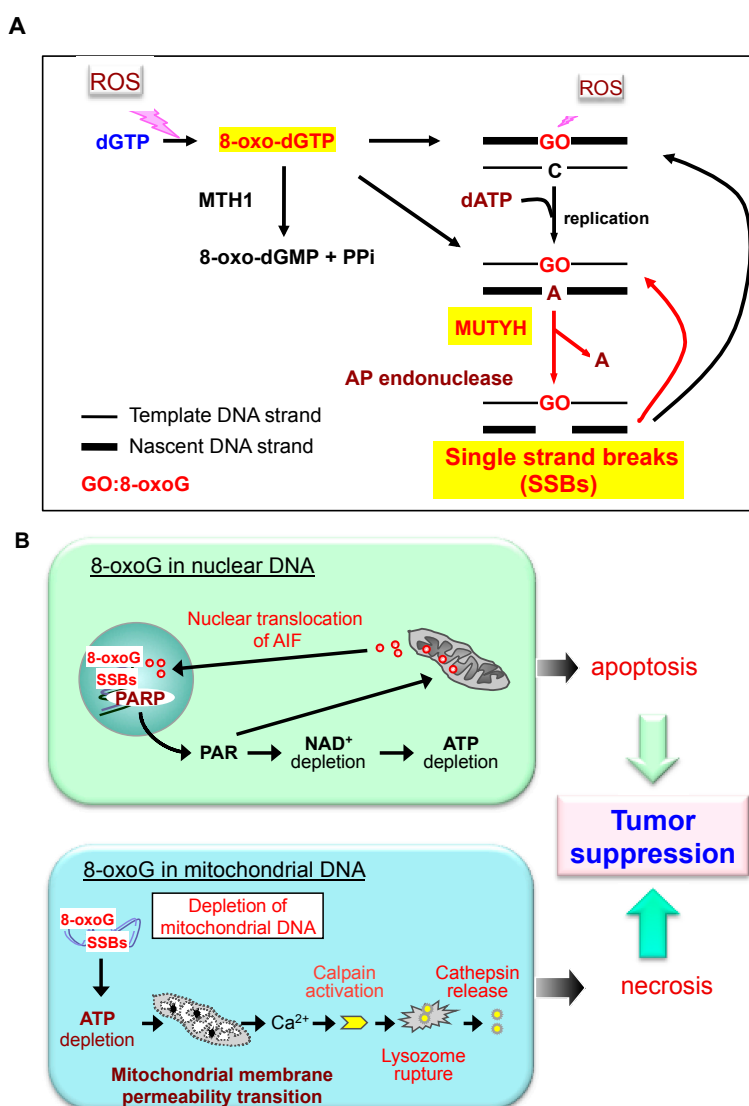 A
ROS
ROS
dGTP
8-oxo-dGTP
GO
C
MTH1
dATP
replication
8-oxo-dGMP + PPi
GO
A
MUTYH
A
AP endonuclease
GO
Template DNA strand
Nascent DNA strand
GO:8-oxoG
Single strand breaks
(SSBs)
B
8-oxoG in nuclear DNA
Nuclear translocation
of AIF
8-oxoG
SSBs
PARP
PAR
NAD⁺
depletion
ATP
depletion
apoptosis
Tumor
suppression
8-oxoG in mitochondrial DNA
8-oxoG
SSBs
Depletion of
mitochondrial DNA
ATP
depletion
Ca²⁺
Calpain
activation
Cathepsin
release
Lysozome
rupture
Mitochondrial membrane
permeability transition
necrosis